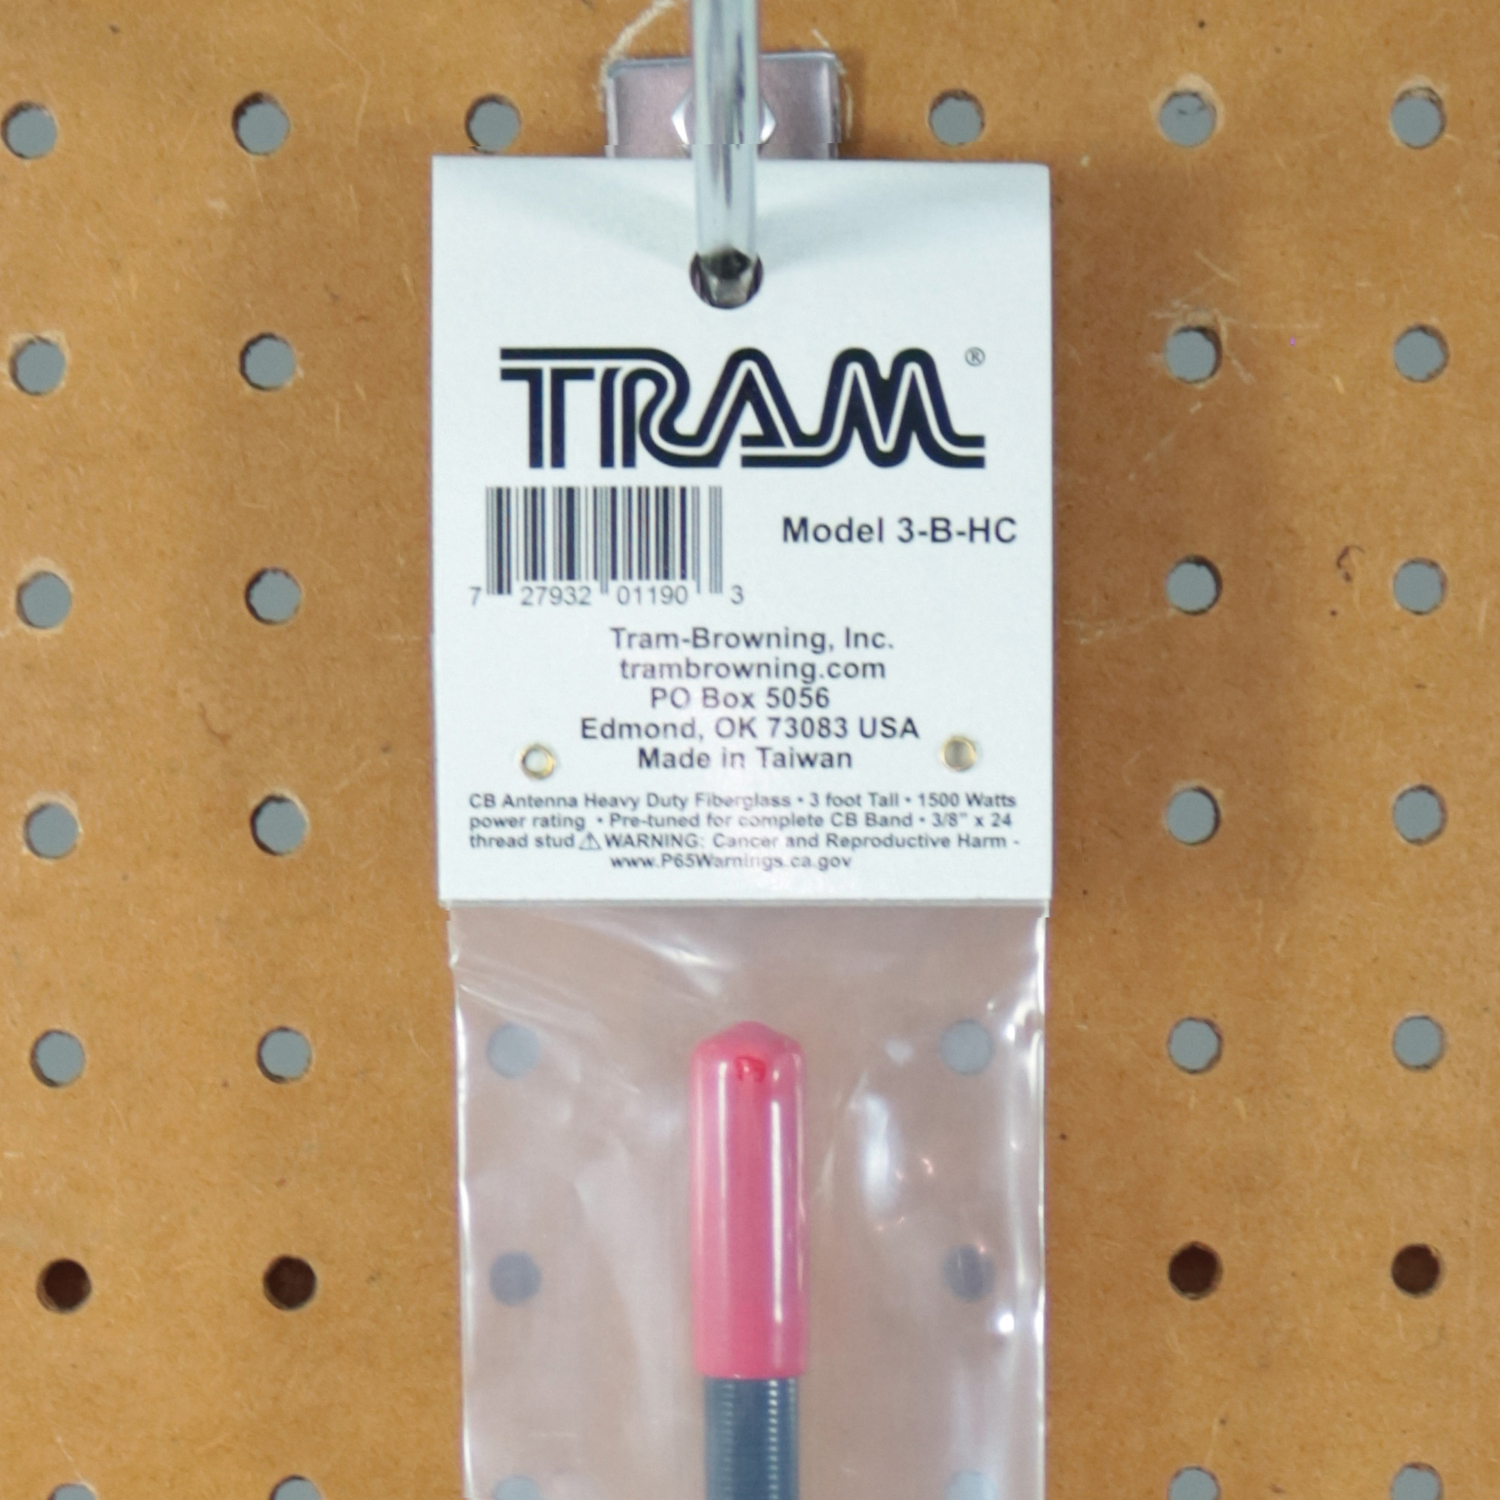 TRAM®
Model 3-B-HC
7 27932 01190 3
Tram-Browning, Inc.
trambrowning.com
PO Box 5056
Edmond, OK 73083 USA
Made in Taiwan
CB Antenna Heavy Duty Fiberglass • 3 foot Tall • 1500 Watts
power rating • Pre-tuned for complete CB Band • 3/8" x 24
thread stud ⚠ WARNING: Cancer and Reproductive Harm -
www.P65Warnings.ca.gov